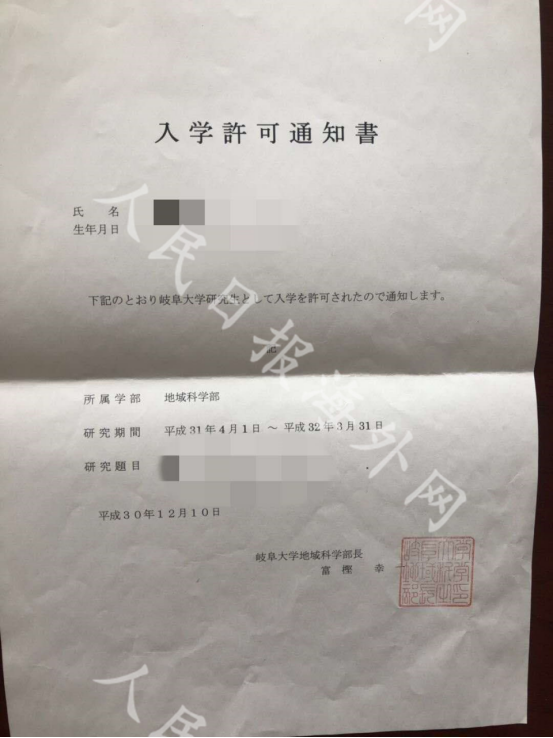 入学許可通知書
氏 名
生年月日
下記のとおり岐阜大学研究生として入学を許可されたので通知します。
記
所属学部 地域科学部
研究期間 平成31年4月1日 ～ 平成32年3月31日
研究題目
平成30年12月10日
岐阜大学地域科学部長
富樫 幸一
人民日报海外网
人民
网